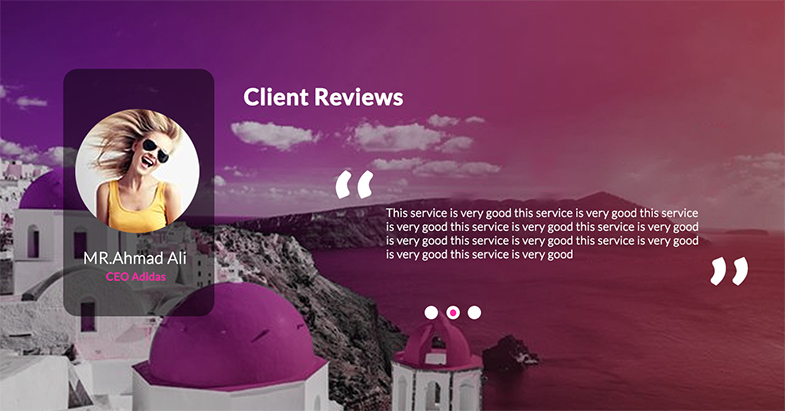 Client Reviews
MR.Ahmad Ali
CEO Adidas
This service is very good this service is very good this service
is very good this service is very good this service is very good
is very good this service is very good this service is very good
is very good this service is very good